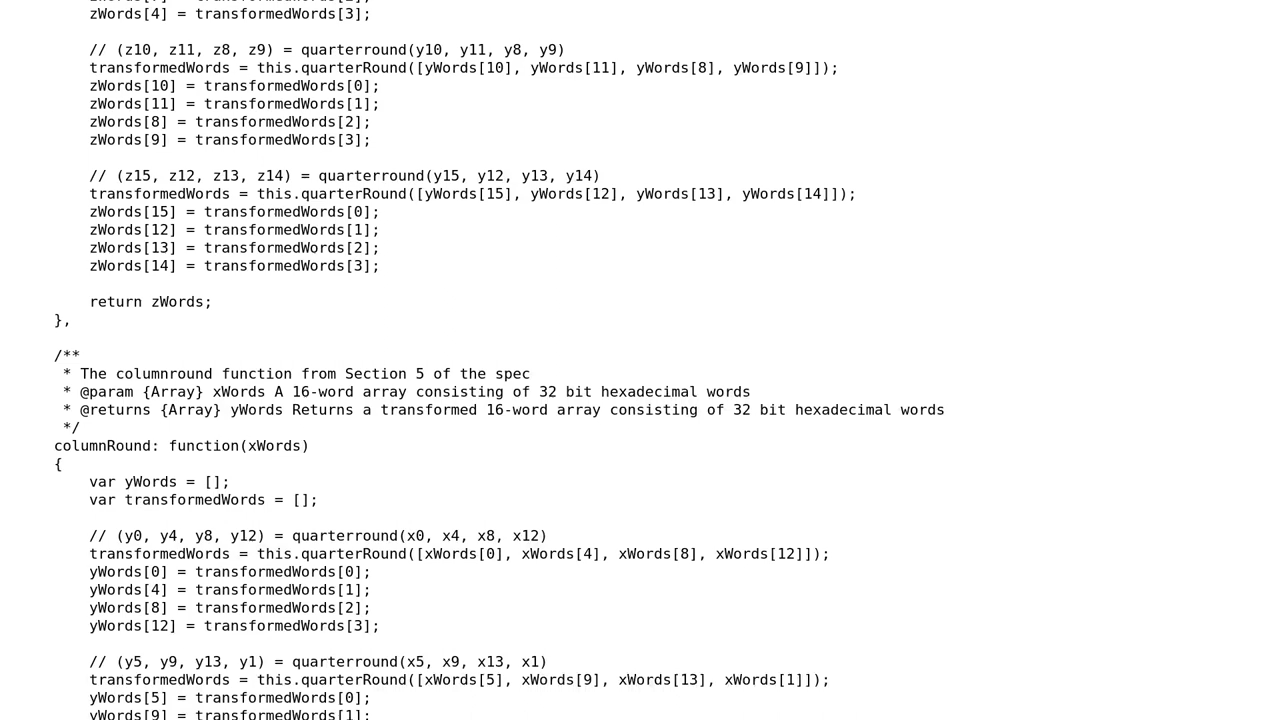 zWords[4] = transformedWords[3];
// (z10, z11, z8, z9) = quarterround(y10, y11, y8, y9)
transformedWords = this.quarterRound([yWords[10], yWords[11], yWords[8], yWords[9]]);
zWords[10] = transformedWords[0];
zWords[11] = transformedWords[1];
zWords[8] = transformedWords[2];
zWords[9] = transformedWords[3];
// (z15, z12, z13, z14) = quarterround(y15, y12, y13, y14)
transformedWords = this.quarterRound([yWords[15], yWords[12], yWords[13], yWords[14]]);
zWords[15] = transformedWords[0];
zWords[12] = transformedWords[1];
zWords[13] = transformedWords[2];
zWords[14] = transformedWords[3];
return zWords;
},
/**
* The columnround function from Section 5 of the spec
* @param {Array} xWords A 16-word array consisting of 32 bit hexadecimal words
* @returns {Array} yWords Returns a transformed 16-word array consisting of 32 bit hexadecimal words
*/
columnRound: function(xWords)
{
var yWords = [];
var transformedWords = [];
// (y0, y4, y8, y12) = quarterround(x0, x4, x8, x12)
transformedWords = this.quarterRound([xWords[0], xWords[4], xWords[8], xWords[12]]);
yWords[0] = transformedWords[0];
yWords[4] = transformedWords[1];
yWords[8] = transformedWords[2];
yWords[12] = transformedWords[3];
// (y5, y9, y13, y1) = quarterround(x5, x9, x13, x1)
transformedWords = this.quarterRound([xWords[5], xWords[9], xWords[13], xWords[1]]);
yWords[5] = transformedWords[0];
yWords[9] = transformedWords[1];